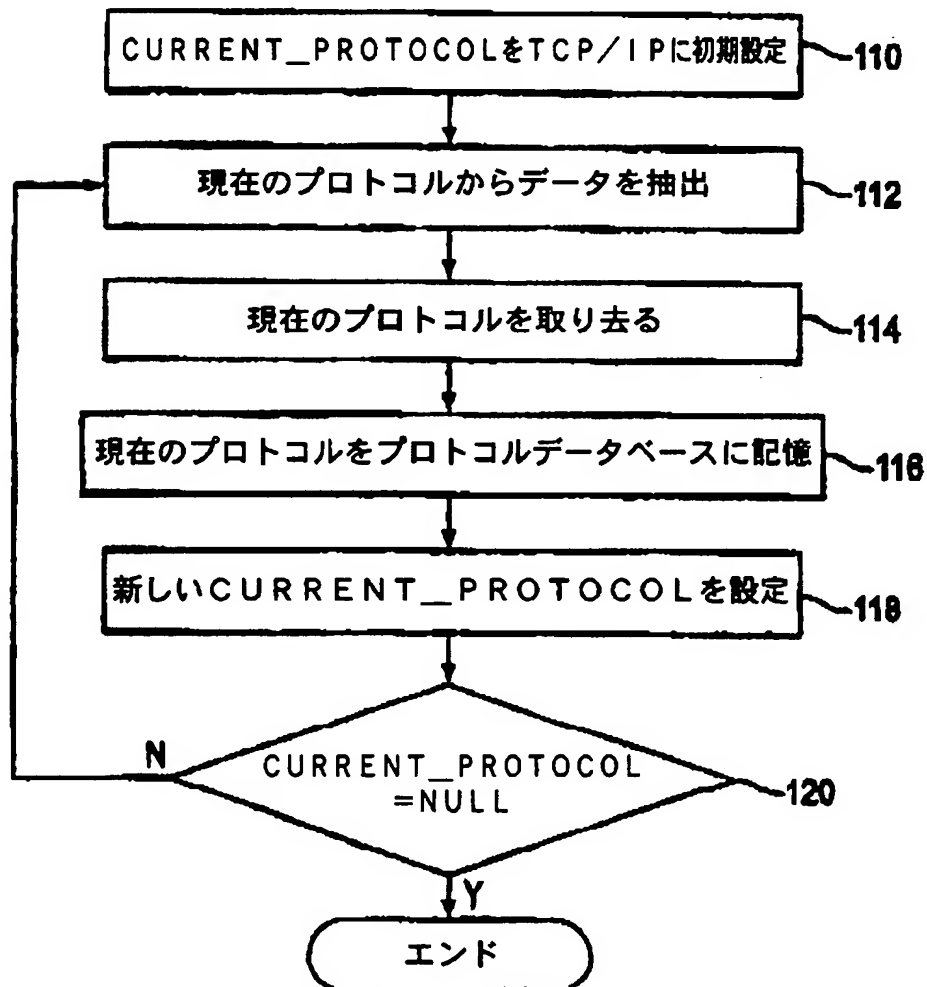 CURRENT_PROTOCOLをTCP/IPに初期設定
110
現在のプロトコルからデータを抽出
112
現在のプロトコルを取り去る
114
現在のプロトコルをプロトコルデータベースに記憶
116
新しいCURRENT_PROTOCOLを設定
118
N
CURRENT_PROTOCOL
=NULL
120
Y
エンド